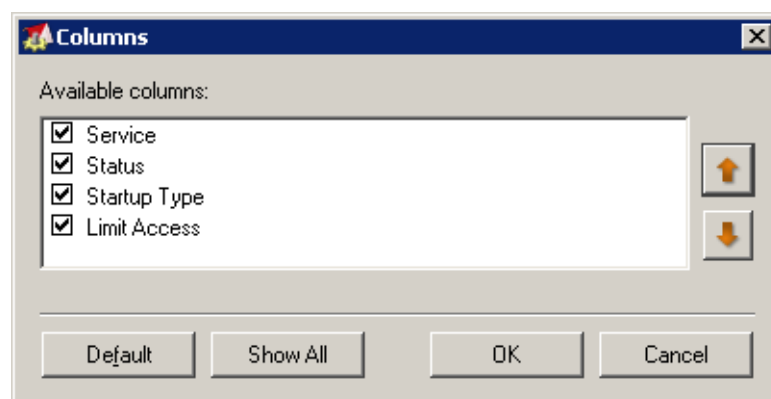 Columns
Available columns:
Service
Status
Startup Type
Limit Access
Default
Show All
OK
Cancel